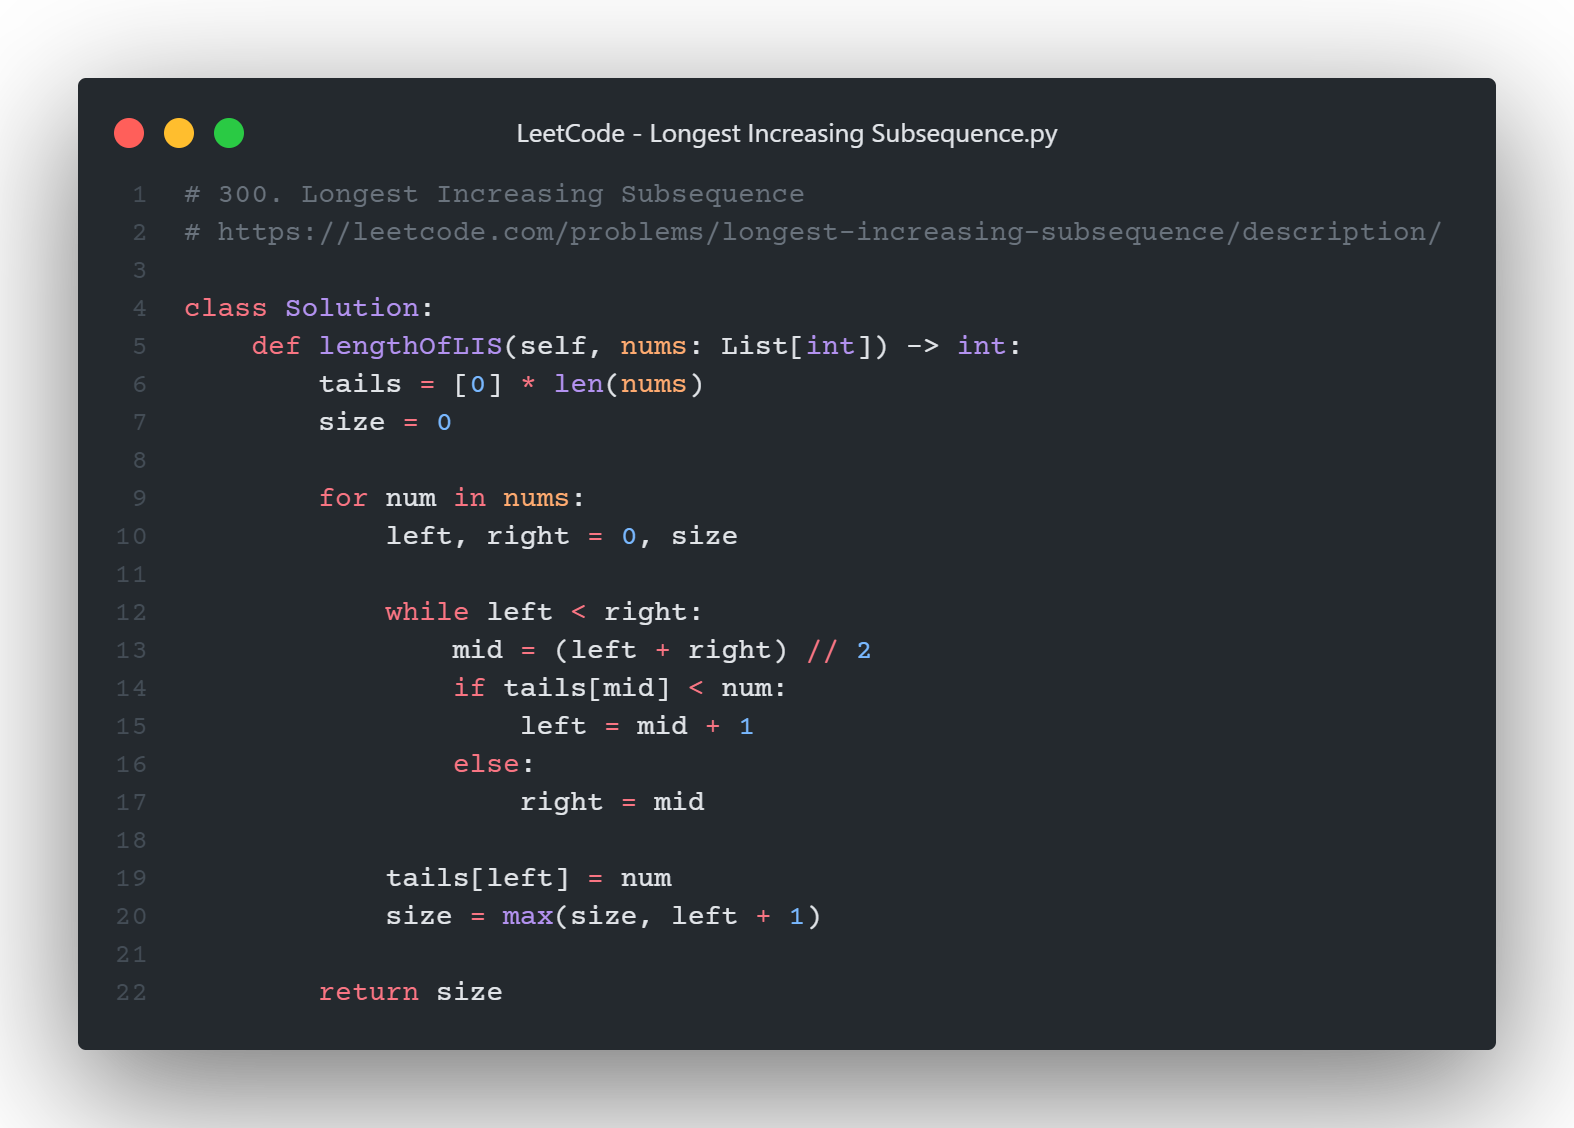 LeetCode - Longest Increasing Subsequence.py
1 # 300. Longest Increasing Subsequence
2 # https://leetcode.com/problems/longest-increasing-subsequence/description/
3
4 class Solution:
5     def lengthOfLIS(self, nums: List[int]) -> int:
6         tails = [0] * len(nums)
7         size = 0
8
9         for num in nums:
10             left, right = 0, size
11
12             while left < right:
13                 mid = (left + right) // 2
14                 if tails[mid] < num:
15                     left = mid + 1
16                 else:
17                     right = mid
18
19             tails[left] = num
20             size = max(size, left + 1)
21
22         return size